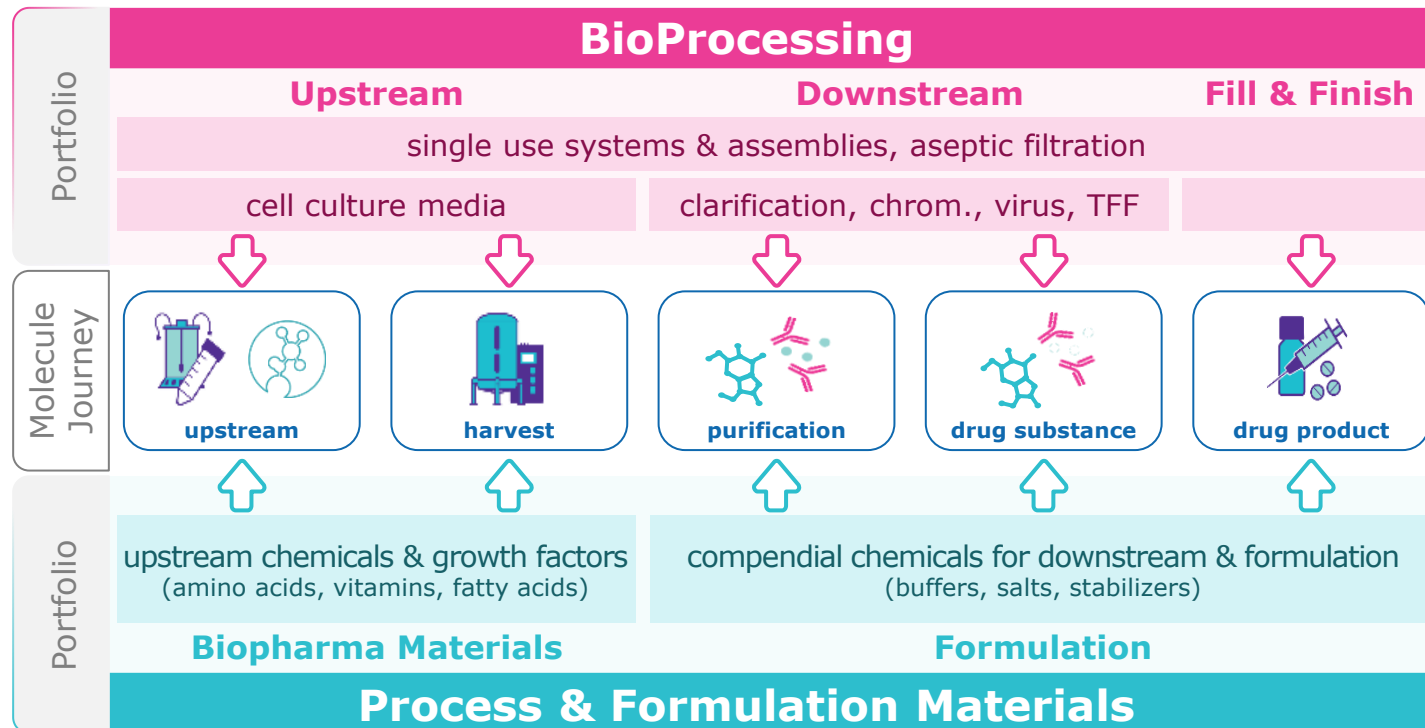 BioProcessing
Portfolio
Upstream
Downstream
Fill & Finish
single use systems & assemblies, aseptic filtration
cell culture media
clarification, chrom., virus, TFF
Molecule
Journey
upstream
harvest
purification
drug substance
drug product
Portfolio
upstream chemicals & growth factors
(amino acids, vitamins, fatty acids)
compendial chemicals for downstream & formulation
(buffers, salts, stabilizers)
Biopharma Materials
Formulation
Process & Formulation Materials